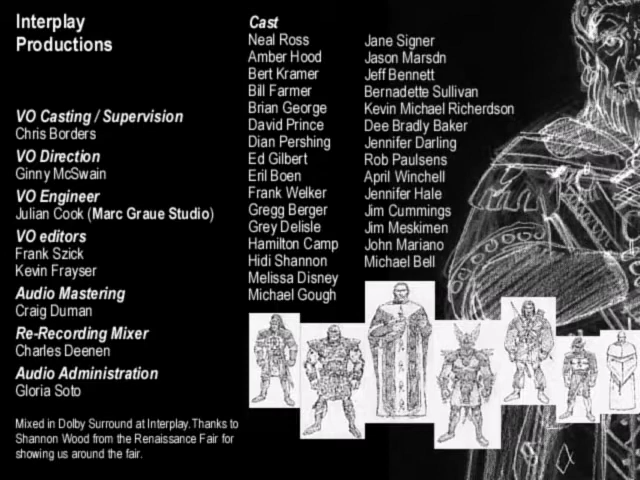 Interplay
Productions
VO Casting / Supervision
Chris Borders
VO Direction
Ginny McSwain
VO Engineer
Julian Cook (Marc Graue Studio)
VO editors
Frank Szick
Kevin Frayser
Audio Mastering
Craig Duman
Re-Recording Mixer
Charles Deenen
Audio Administration
Gloria Soto
Mixed in Dolby Surround at Interplay.Thanks to
Shannon Wood from the Renaissance Fair for
showing us around the fair.
Cast
Neal Ross
Amber Hood
Bert Kramer
Bill Farmer
Brian George
David Prince
Dian Pershing
Ed Gilbert
Eril Boen
Frank Welker
Gregg Berger
Grey Delisle
Hamilton Camp
Hidi Shannon
Melissa Disney
Michael Gough
Jane Signer
Jason Marsdn
Jeff Bennett
Bernadette Sullivan
Kevin Michael Richerdson
Dee Bradly Baker
Jennifer Darling
Rob Paulsens
April Winchell
Jennifer Hale
Jim Cummings
Jim Meskimen
John Mariano
Michael Bell